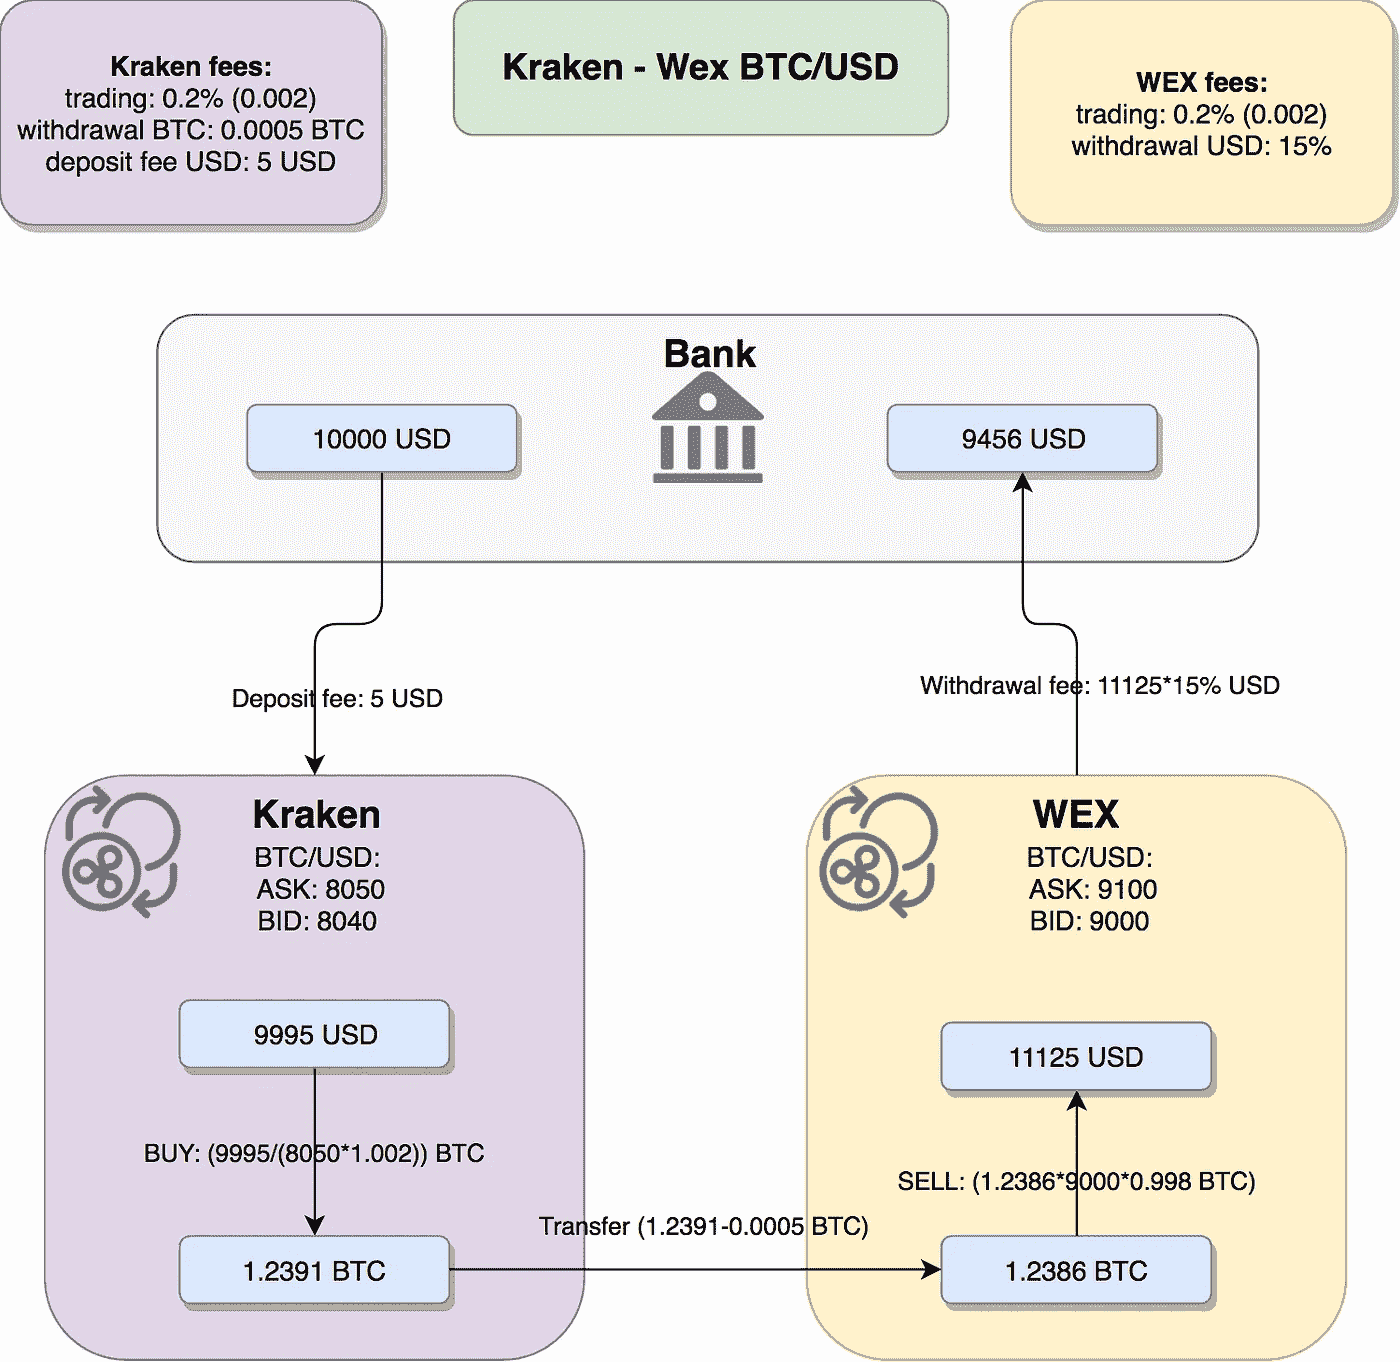 Kraken fees:
trading: 0.2% (0.002)
withdrawal BTC: 0.0005 BTC
deposit fee USD: 5 USD
Kraken - Wex BTC/USD
WEX fees:
trading: 0.2% (0.002)
withdrawal USD: 15%
Bank
10000 USD
9456 USD
Deposit fee: 5 USD
Withdrawal fee: 11125*15% USD
Kraken
BTC/USD:
ASK: 8050
BID: 8040
9995 USD
BUY: (9995/(8050*1.002)) BTC
1.2391 BTC
Transfer (1.2391-0.0005 BTC)
WEX
BTC/USD:
ASK: 9100
BID: 9000
11125 USD
SELL: (1.2386*9000*0.998 BTC)
1.2386 BTC